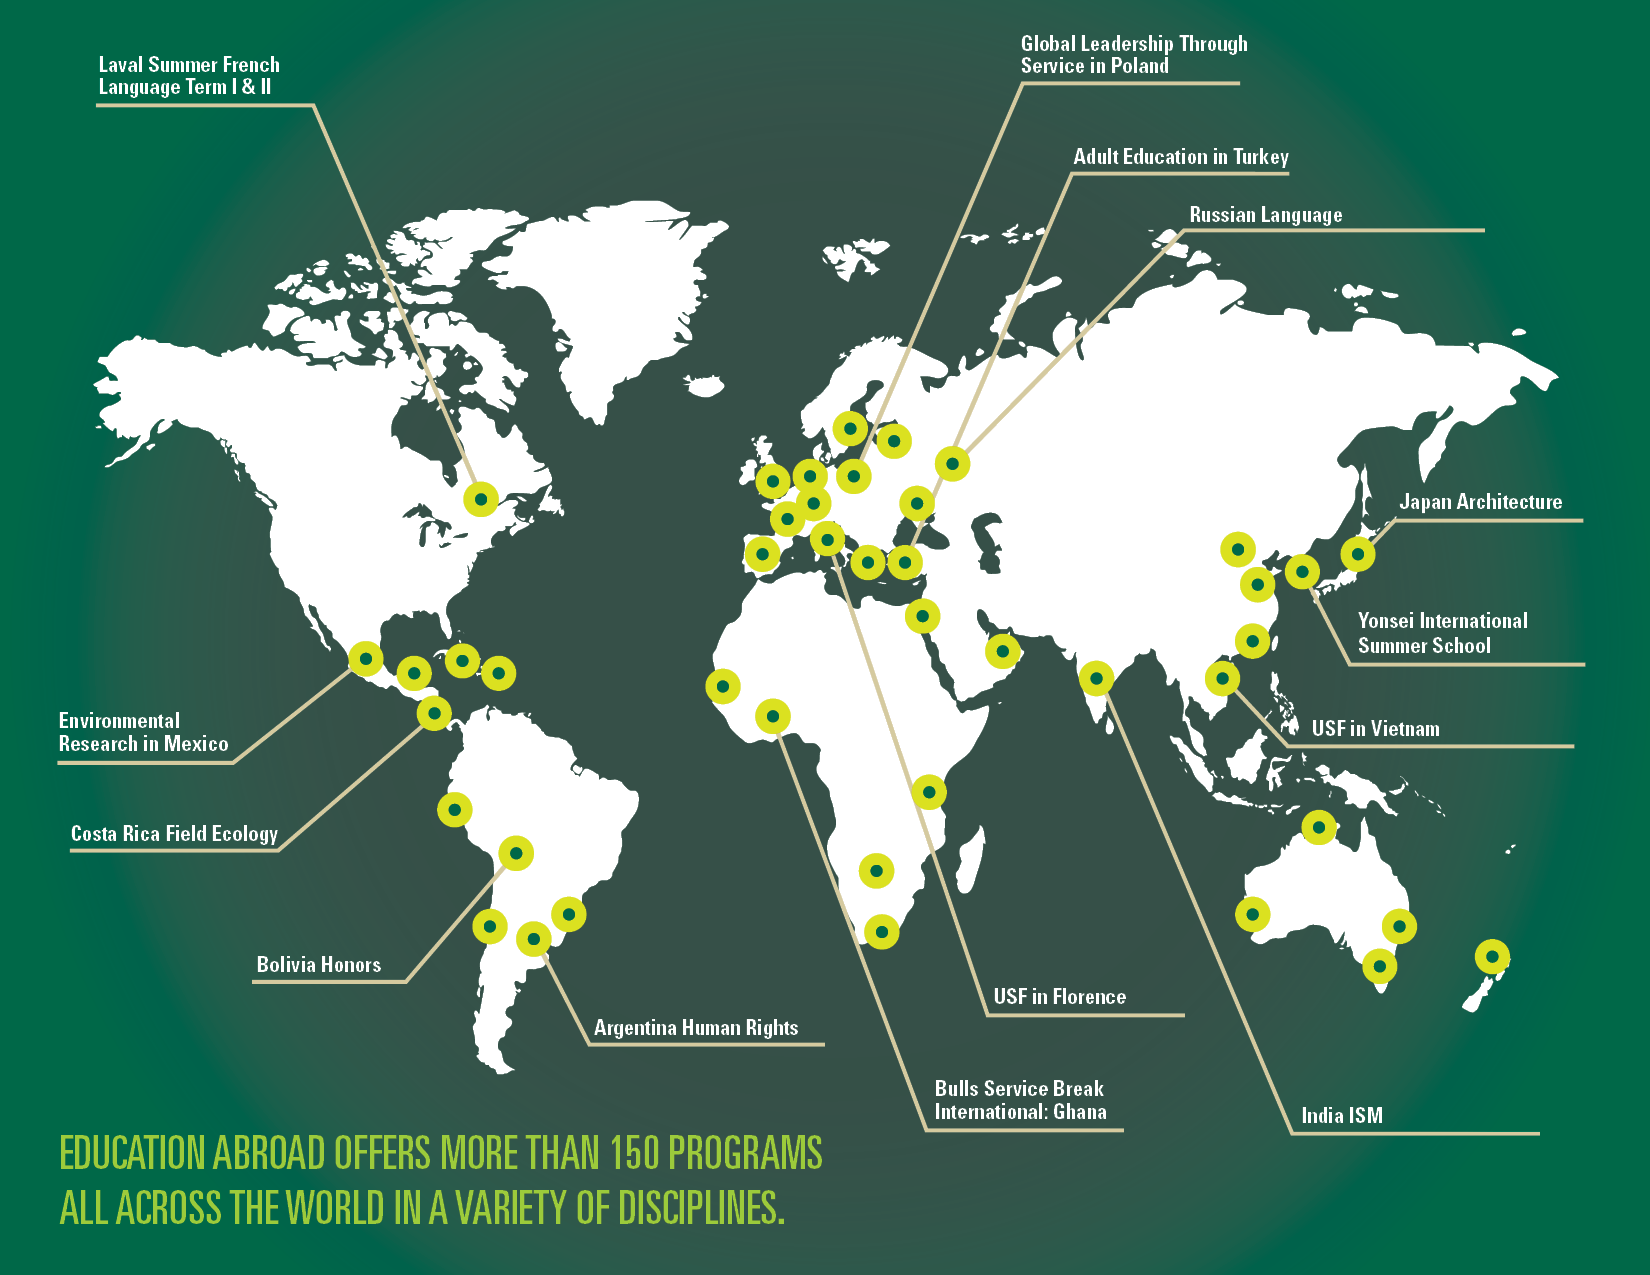 Laval Summer French
Language Term I & II
Global Leadership Through
Service in Poland
Adult Education in Turkey
Russian Language
Japan Architecture
Yonsei International
Summer School
USF in Vietnam
Environmental
Research in Mexico
Costa Rica Field Ecology
Bolivia Honors
Argentina Human Rights
USF in Florence
Bulls Service Break
International: Ghana
India ISM
EDUCATION ABROAD OFFERS MORE THAN 150 PROGRAMS
ALL ACROSS THE WORLD IN A VARIETY OF DISCIPLINES.